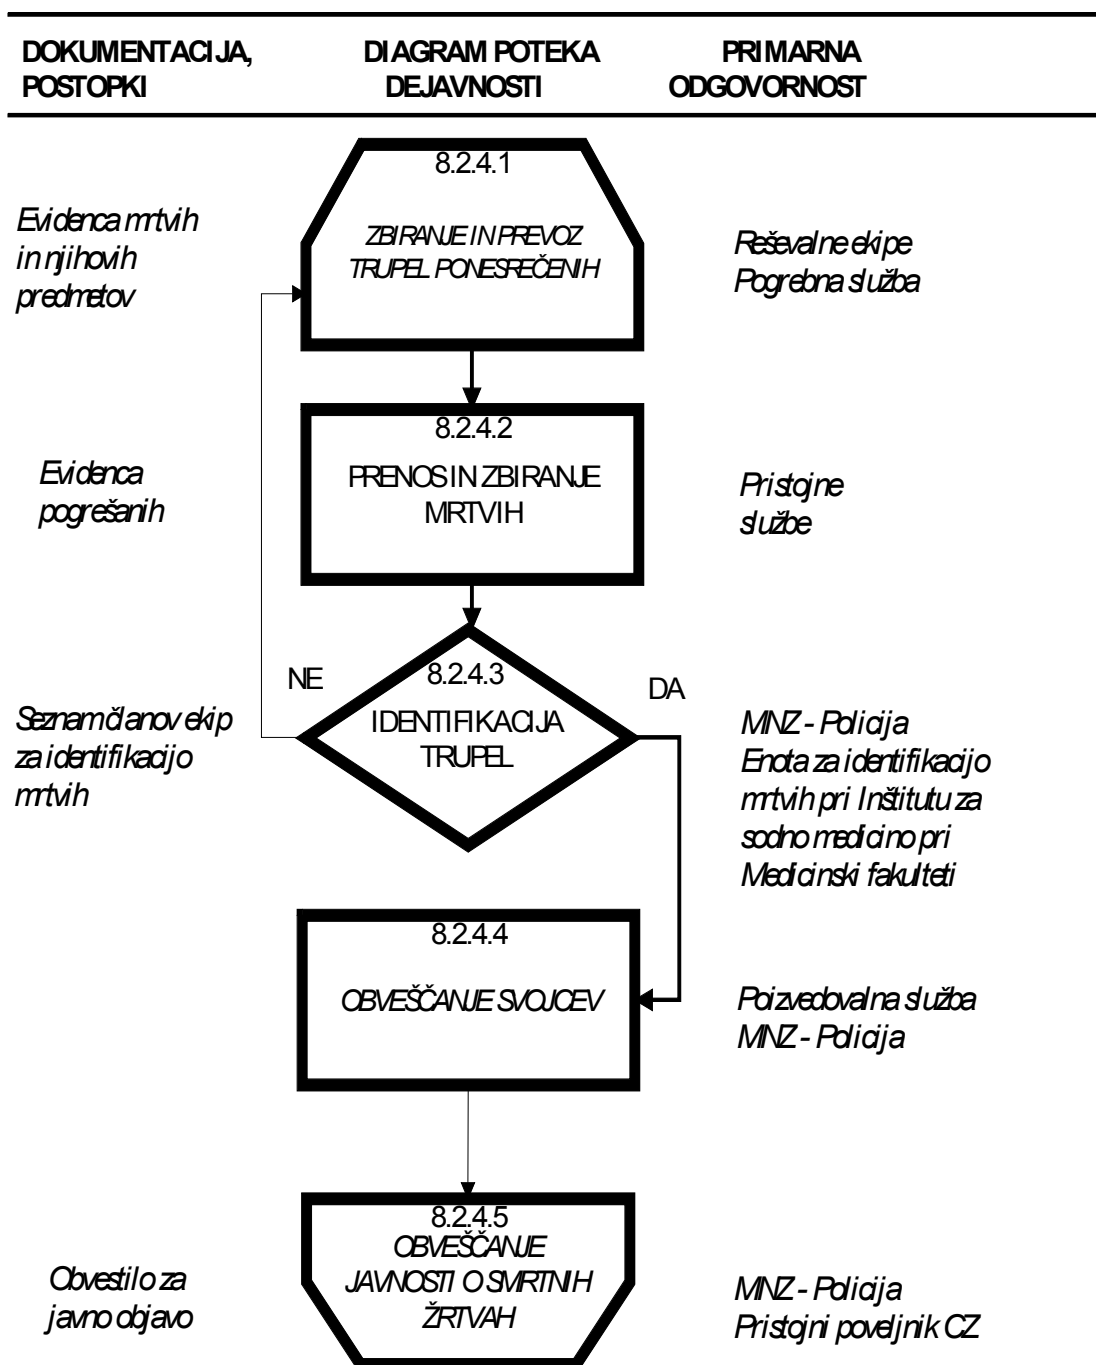 DOKUMENTACIJA,
POSTOPKI
DIAGRAM POTEKA
DEJAVNOSTI
PRIMARNA
ODGOVORNOST
8.2.4.1
ZBIRANJE IN PREVOZ
TRUPEL PONESREČENIH
Evidenca mrtvih
in njihovih
predmetov
Reševalne ekipe
Pogrebna služba
8.2.4.2
PRENOS IN ZBIRANJE
MRTVIH
Evidenca
pogrešanih
Pristojne
službe
NE
8.2.4.3
DA
IDENTIFIKACIJA
TRUPEL
Seznam članov ekip
za identifikacijo
mrtvih
MNZ - Policija
Enota za identifikacijo
mrtvih pri Inštitutu za
sodno medicino pri
Medicinski fakulteti
8.2.4.4
OBVEŠČANJE SVOJCEV
Poizvedovalna služba
MNZ - Policija
8.2.4.5
OBVEŠČANJE
JAVNOSTI O SMRTNIH
ŽRTVAH
Obvestilo za
javno objavo
MNZ - Policija
Pristojni poveljnik CZ